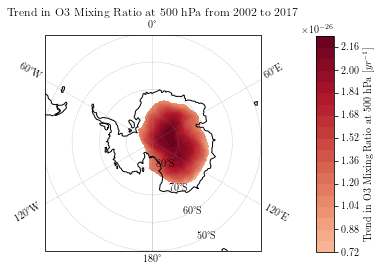 Trend in O3 Mixing Ratio at 500 hPa from 2002 to 2017
0°
×10⁻²⁶
60°W
60°E
2.16
2.00
1.84
1.68
1.52
1.36
1.20
1.04
0.88
0.72
Trend in O3 Mixing Ratio at 500 hPa [yr⁻¹]
80°S
70°S
60°S
50°S
120°W
120°E
180°